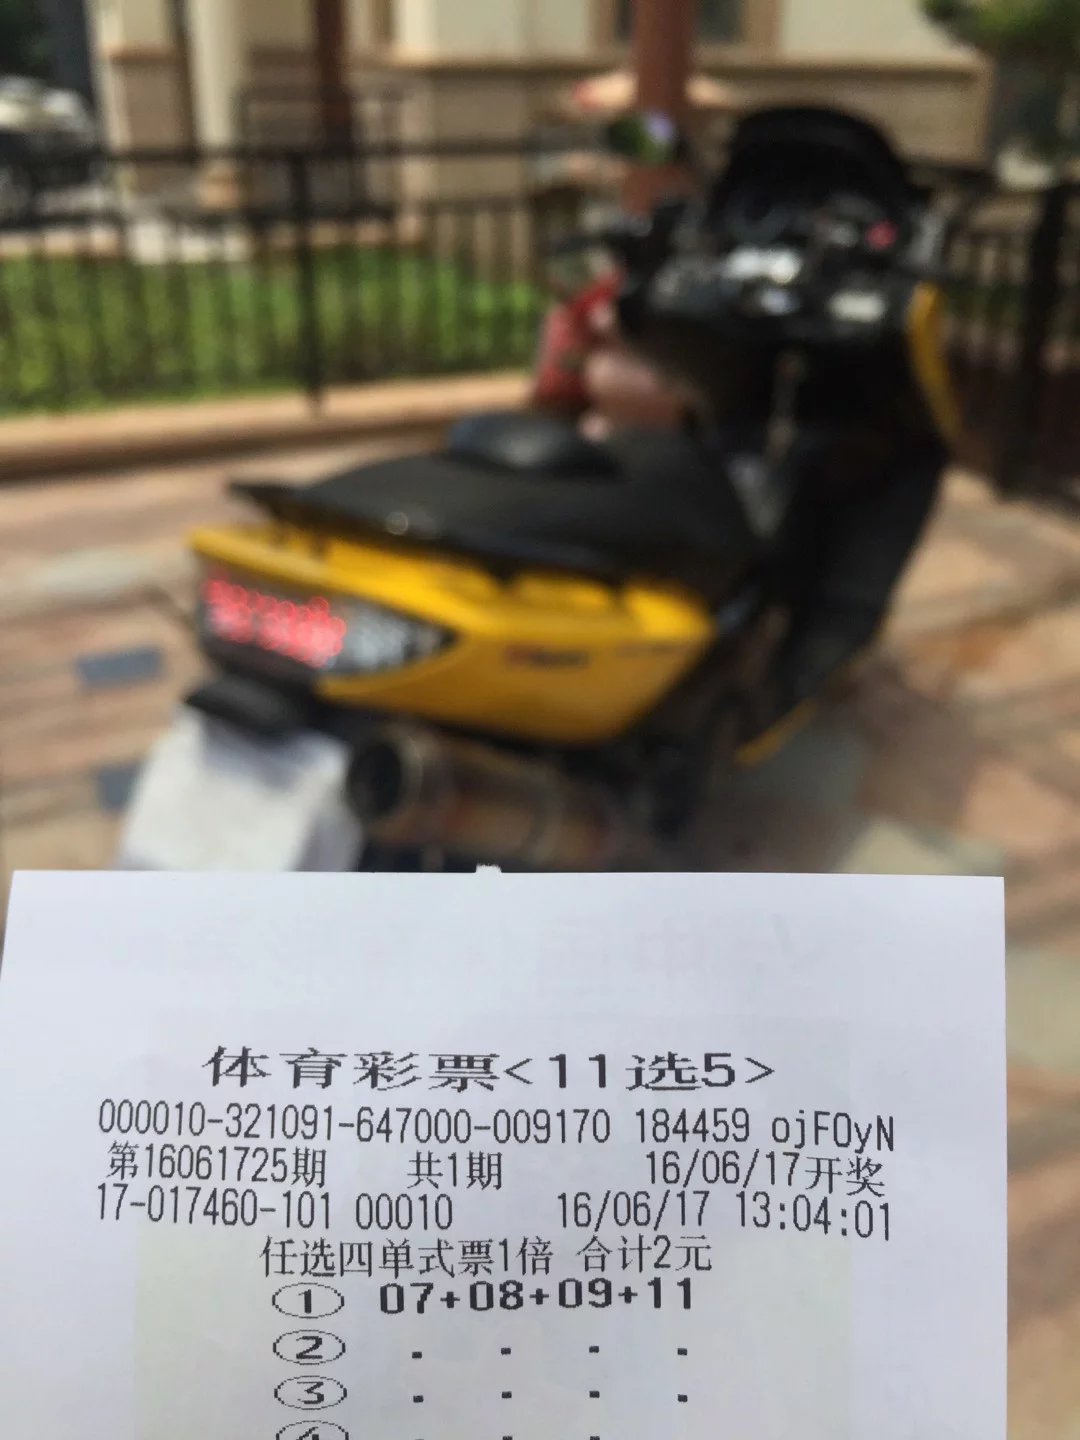 体育彩票<11选5>
000010-321091-647000-009170 184459 ojFOyN
第16061725期 共1期 16/06/17开奖
17-017460-101 00010 16/06/17 13:04:01
任选四单式票1倍 合计2元
① 07+08+09+11
② - - - -
③ - - - -
④ - - - -